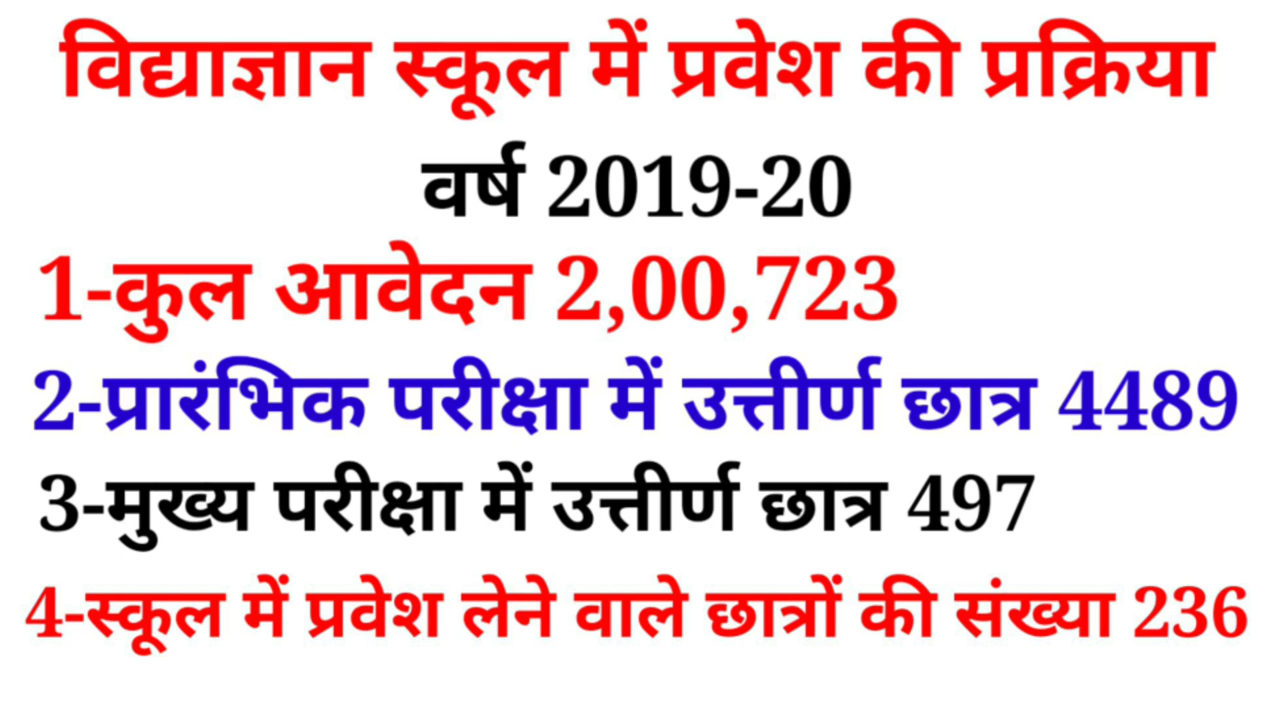 विद्याज्ञान स्कूल में प्रवेश की प्रक्रिया
वर्ष 2019-20
1-कुल आवेदन 2,00,723
2-प्रारंभिक परीक्षा में उत्तीर्ण छात्र 4489
3-मुख्य परीक्षा में उत्तीर्ण छात्र 497
4-स्कूल में प्रवेश लेने वाले छात्रों की संख्या 236